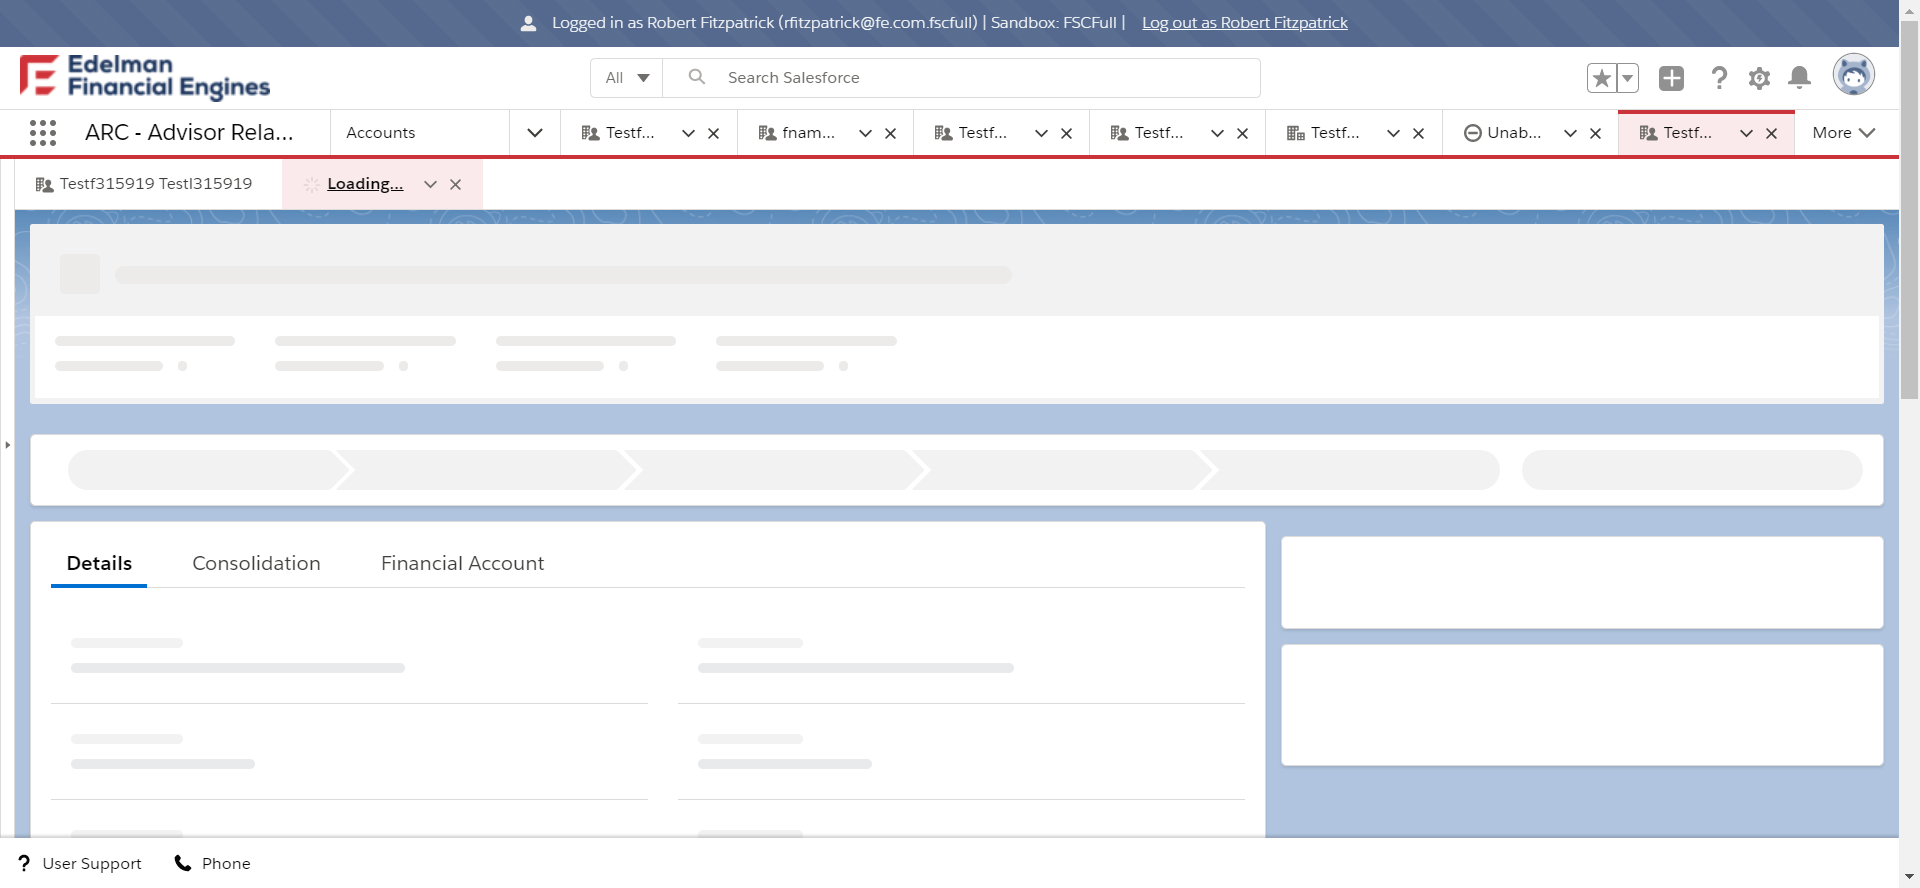 Logged in as Robert Fitzpatrick (rfitzpatrick@fe.com.fscfull) | Sandbox: FSCFull | Log out as Robert Fitzpatrick
Edelman
Financial Engines
All
Search Salesforce
ARC - Advisor Rela...
Accounts
Testf...
fnam...
Testf...
Testf...
Testf...
Unab...
Testf...
More
Testf315919 Testl315919
Loading...
Details
Consolidation
Financial Account
User Support
Phone